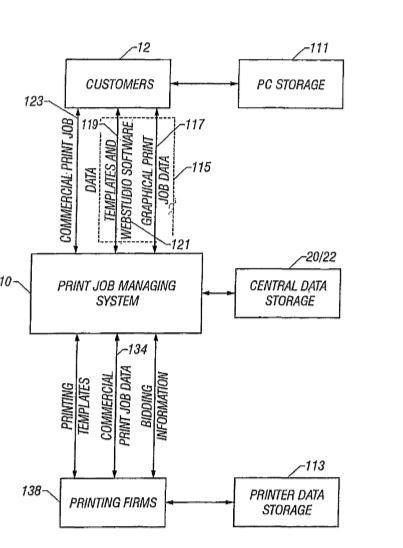 12
111
CUSTOMERS
PC STORAGE
123
119
117
115
COMMERCIAL PRINT JOB
DATA
TEMPLATES AND
WEBSTUDIO SOFTWARE
GRAPHICAL PRINT
JOB DATA
121
20/22
10
PRINT JOB MANAGING
SYSTEM
CENTRAL DATA
STORAGE
134
PRINTING
TEMPLATES
COMMERCIAL
PRINT JOB DATA
BIDDING
INFORMATION
113
138
PRINTING FIRMS
PRINTER DATA
STORAGE